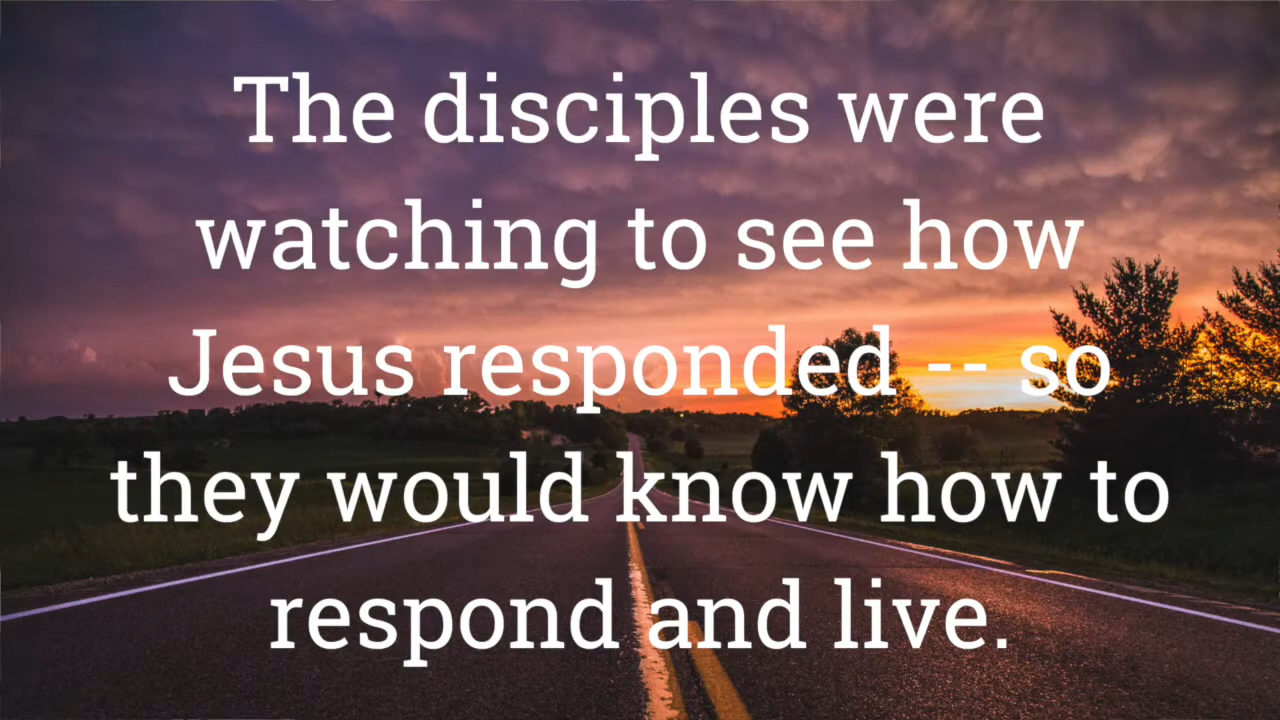 The disciples were
watching to see how
Jesus responded -- so
they would know how to
respond and live.